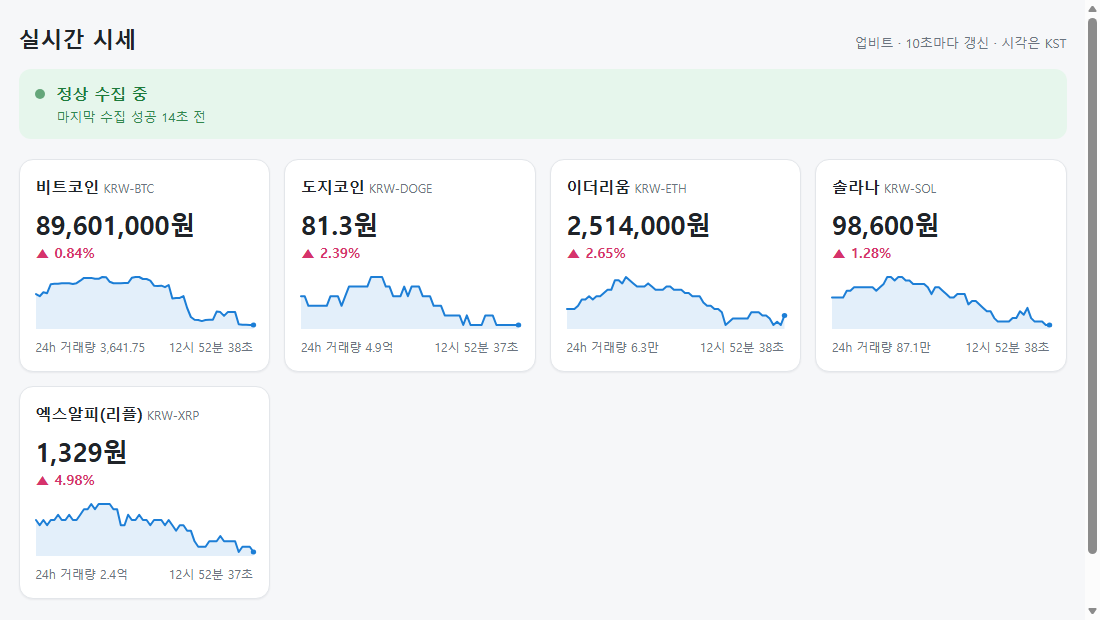 실시간 시세
업비트 · 10초마다 갱신 · 시각은 KST
정상 수집 중
마지막 수집 성공 14초 전
비트코인 KRW-BTC
89,601,000원
▲ 0.84%
24h 거래량 3,641.75 12시 52분 38초
도지코인 KRW-DOGE
81.3원
▲ 2.39%
24h 거래량 4.9억 12시 52분 37초
이더리움 KRW-ETH
2,514,000원
▲ 2.65%
24h 거래량 6.3만 12시 52분 38초
솔라나 KRW-SOL
98,600원
▲ 1.28%
24h 거래량 87.1만 12시 52분 38초
엑스알피(리플) KRW-XRP
1,329원
▲ 4.98%
24h 거래량 2.4억 12시 52분 37초